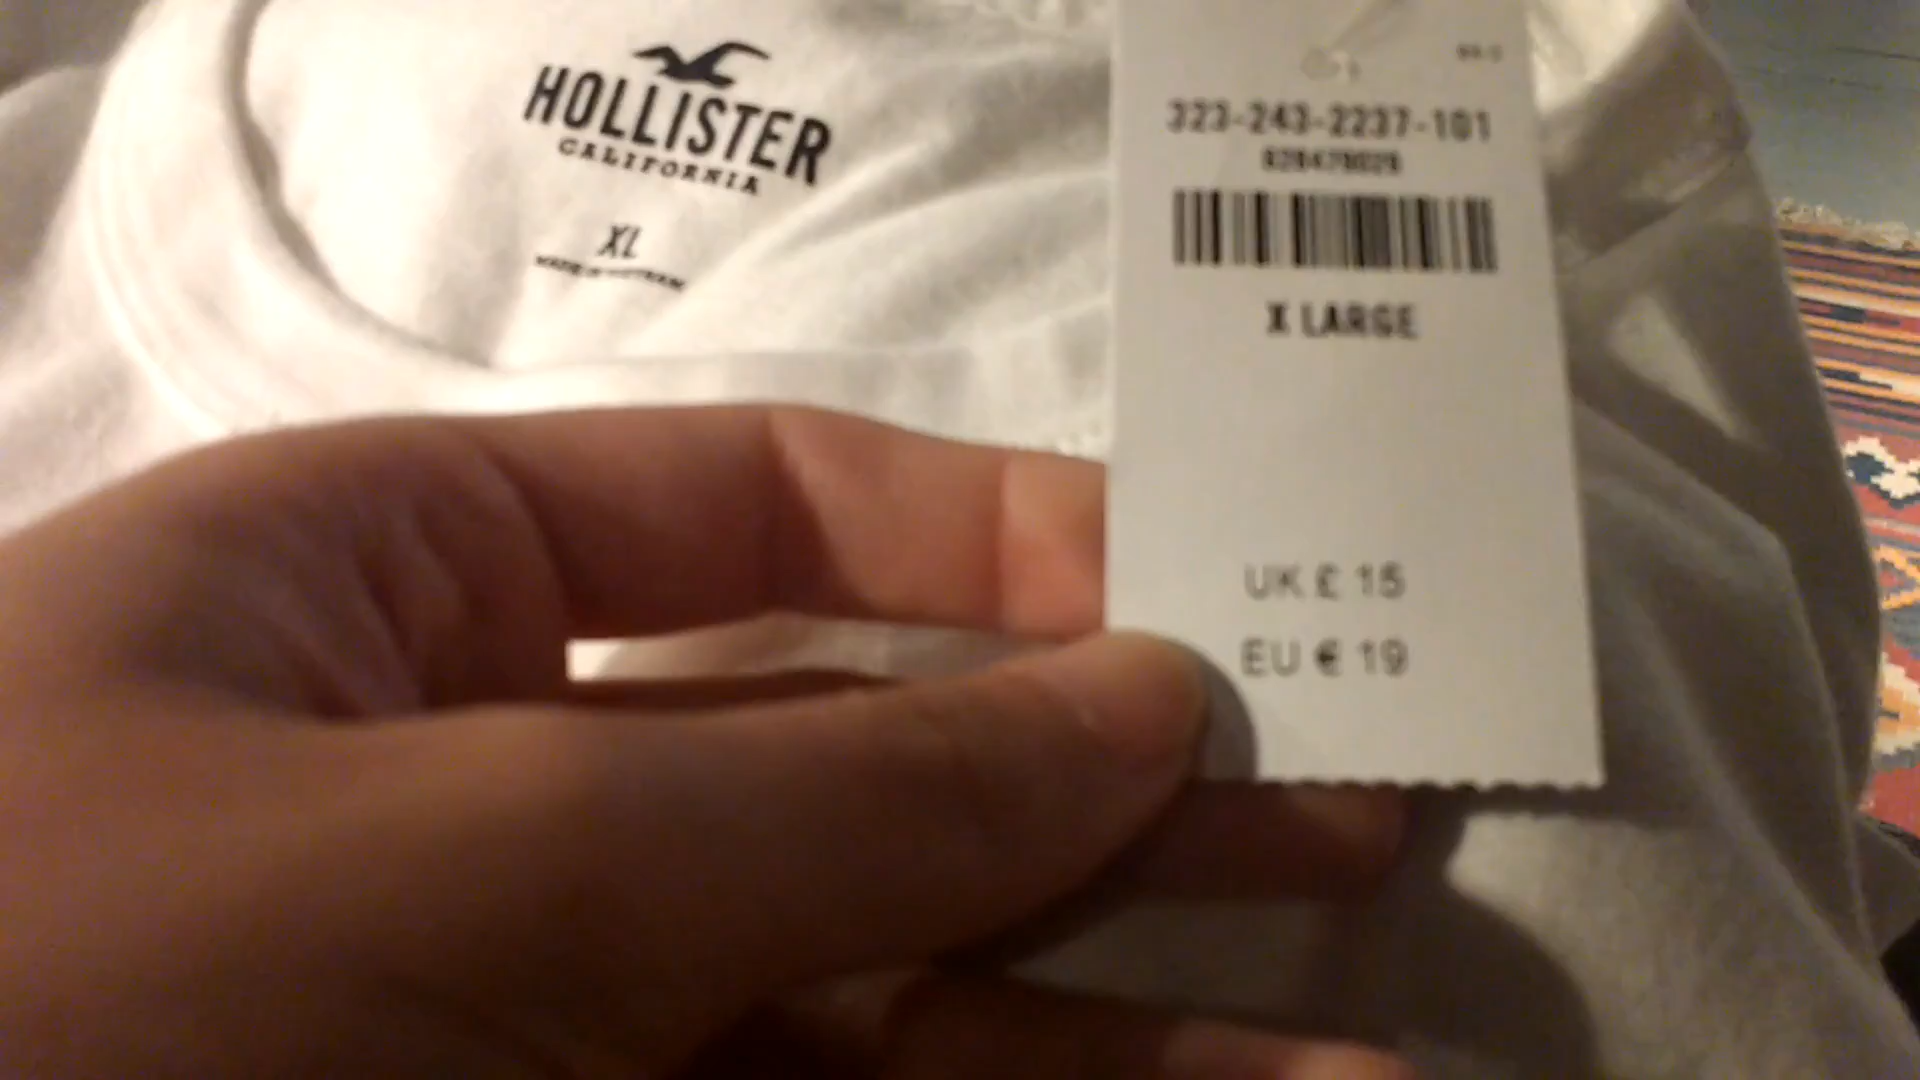 HOLLISTER
CALIFORNIA
XL
323-243-2237-101
X LARGE
UK £ 15
EU € 19